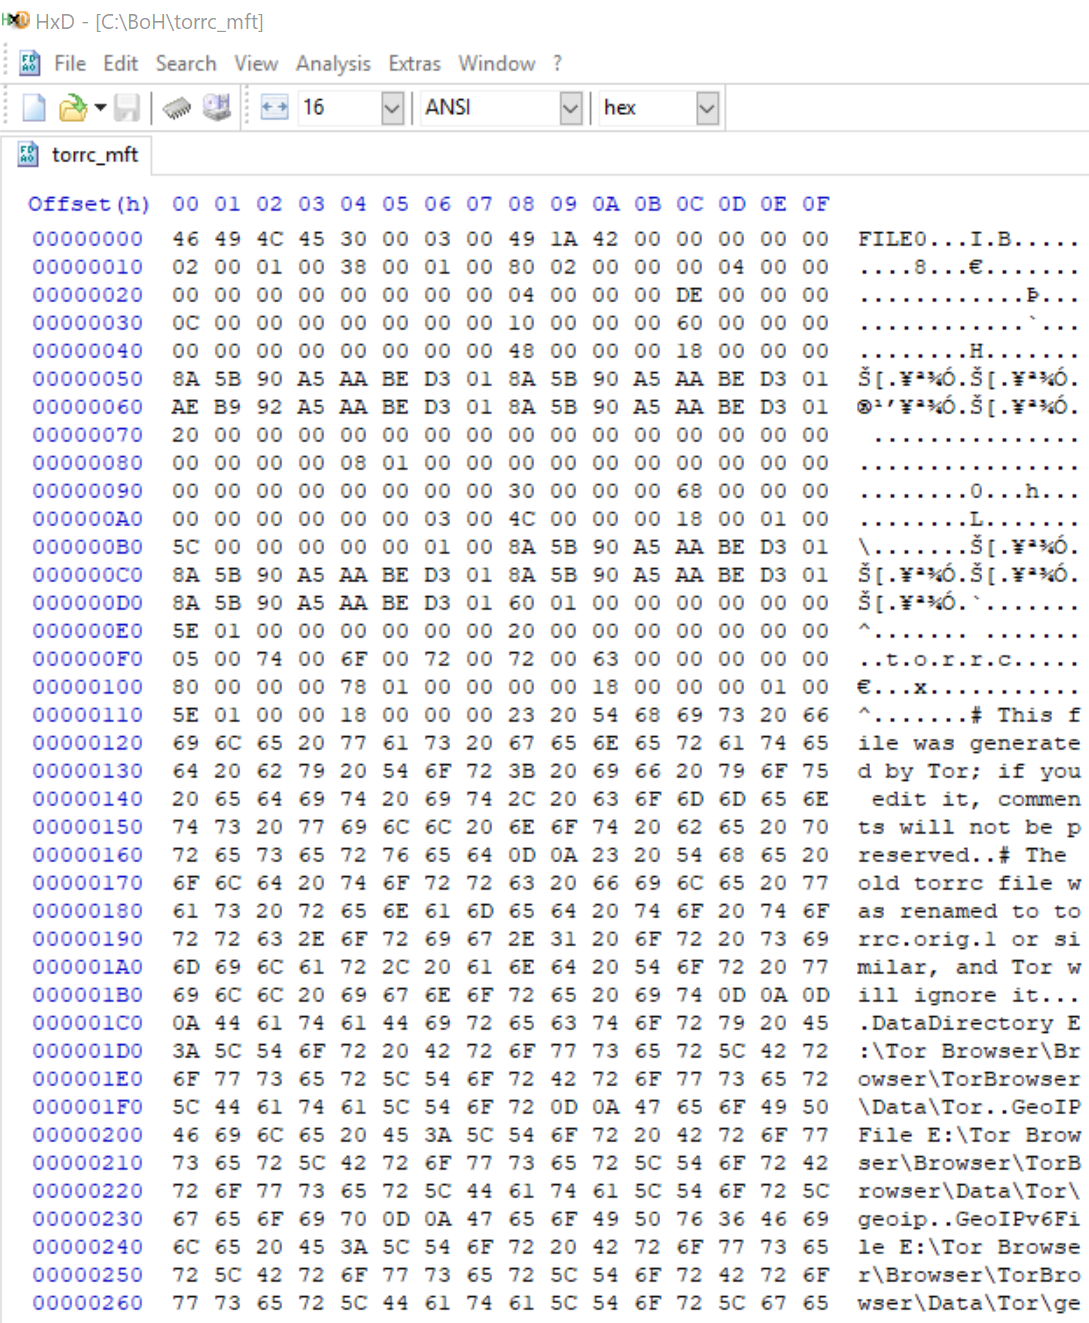 HxD - [C:\BoH\torrc_mft]
File Edit Search View Analysis Extras Window ?
16 ANSI hex
torrc_mft
Offset(h) 00 01 02 03 04 05 06 07 08 09 0A 0B 0C 0D 0E 0F
00000000 46 49 4C 45 30 00 03 00 49 1A 42 00 00 00 00 00 FILE0...I.B.....
00000010 02 00 01 00 38 00 01 00 80 02 00 00 00 04 00 00 ....8...€.......
00000020 00 00 00 00 00 00 00 00 04 00 00 00 DE 00 00 00 ............Þ...
00000030 0C 00 00 00 00 00 00 00 10 00 00 00 60 00 00 00 ............`...
00000040 00 00 00 00 00 00 00 00 48 00 00 00 18 00 00 00 ........H.......
00000050 8A 5B 90 A5 AA BE D3 01 8A 5B 90 A5 AA BE D3 01 Š[.¥ª¾Ó.Š[.¥ª¾Ó.
00000060 AE B9 92 A5 AA BE D3 01 8A 5B 90 A5 AA BE D3 01 ®¹’¥ª¾Ó.Š[.¥ª¾Ó.
00000070 20 00 00 00 00 00 00 00 00 00 00 00 00 00 00 00  ...............
00000080 00 00 00 00 08 01 00 00 00 00 00 00 00 00 00 00 ................
00000090 00 00 00 00 00 00 00 00 30 00 00 00 68 00 00 00 ........0...h...
000000A0 00 00 00 00 00 00 03 00 4C 00 00 00 18 00 01 00 ........L.......
000000B0 5C 00 00 00 00 00 01 00 8A 5B 90 A5 AA BE D3 01 \.......Š[.¥ª¾Ó.
000000C0 8A 5B 90 A5 AA BE D3 01 8A 5B 90 A5 AA BE D3 01 Š[.¥ª¾Ó.Š[.¥ª¾Ó.
000000D0 8A 5B 90 A5 AA BE D3 01 60 01 00 00 00 00 00 00 Š[.¥ª¾Ó.`.......
000000E0 5E 01 00 00 00 00 00 00 20 00 00 00 00 00 00 00 ^....... .......
000000F0 05 00 74 00 6F 00 72 00 72 00 63 00 00 00 00 00 ..t.o.r.r.c.....
00000100 80 00 00 00 78 01 00 00 00 00 18 00 00 00 01 00 €...x...........
00000110 5E 01 00 00 18 00 00 00 23 20 54 68 69 73 20 66 ^.......# This f
00000120 69 6C 65 20 77 61 73 20 67 65 6E 65 72 61 74 65 ile was generate
00000130 64 20 62 79 20 54 6F 72 3B 20 69 66 20 79 6F 75 d by Tor; if you
00000140 20 65 64 69 74 20 69 74 2C 20 63 6F 6D 6D 65 6E  edit it, commen
00000150 74 73 20 77 69 6C 6C 20 6E 6F 74 20 62 65 20 70 ts will not be p
00000160 72 65 73 65 72 76 65 64 0D 0A 23 20 54 68 65 20 reserved..# The
00000170 6F 6C 64 20 74 6F 72 72 63 20 66 69 6C 65 20 77 old torrc file w
00000180 61 73 20 72 65 6E 61 6D 65 64 20 74 6F 20 74 6F as renamed to to
00000190 72 72 63 2E 6F 72 69 67 2E 31 20 6F 72 20 73 69 rrc.orig.1 or si
000001A0 6D 69 6C 61 72 2C 20 61 6E 64 20 54 6F 72 20 77 milar, and Tor w
000001B0 69 6C 6C 20 69 67 6E 6F 72 65 20 69 74 0D 0A 0D ill ignore it...
000001C0 0A 44 61 74 61 44 69 72 65 63 74 6F 72 79 20 45 .DataDirectory E
000001D0 3A 5C 54 6F 72 20 42 72 6F 77 73 65 72 5C 42 72 :\Tor Browser\Br
000001E0 6F 77 73 65 72 5C 54 6F 72 42 72 6F 77 73 65 72 owser\TorBrowser
000001F0 5C 44 61 74 61 5C 54 6F 72 0D 0A 47 65 6F 49 50 \Data\Tor..GeoIP
00000200 46 69 6C 65 20 45 3A 5C 54 6F 72 20 42 72 6F 77 File E:\Tor Brow
00000210 73 65 72 5C 42 72 6F 77 73 65 72 5C 54 6F 72 42 ser\Browser\TorB
00000220 72 6F 77 73 65 72 5C 44 61 74 61 5C 54 6F 72 5C rowser\Data\Tor\
00000230 67 65 6F 69 70 0D 0A 47 65 6F 49 50 76 36 46 69 geoip..GeoIPv6Fi
00000240 6C 65 20 45 3A 5C 54 6F 72 20 42 72 6F 77 73 65 le E:\Tor Browse
00000250 72 5C 42 72 6F 77 73 65 72 5C 54 6F 72 42 72 6F r\Browser\TorBro
00000260 77 73 65 72 5C 44 61 74 61 5C 54 6F 72 5C 67 65 wser\Data\Tor\ge